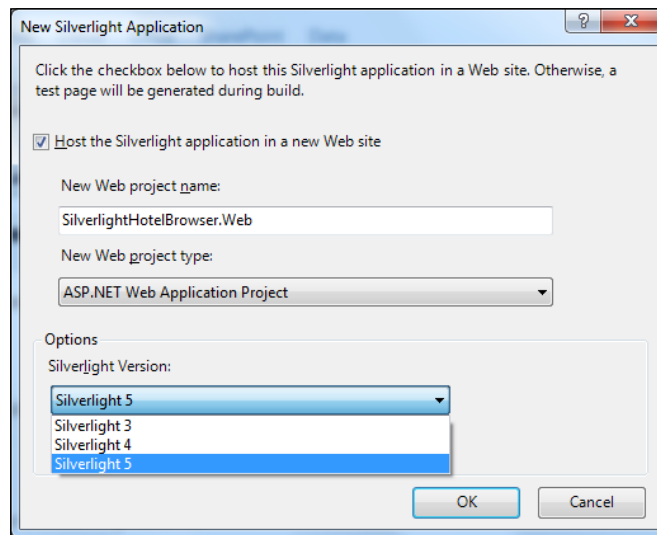 New Silverlight Application
Click the checkbox below to host this Silverlight application in a Web site. Otherwise, a
test page will be generated during build.
Host the Silverlight application in a new Web site
New Web project name:
SilverlightHotelBrowser.Web
New Web project type:
ASP.NET Web Application Project
Options
Silverlight Version:
Silverlight 5
Silverlight 3
Silverlight 4
Silverlight 5
OK
Cancel